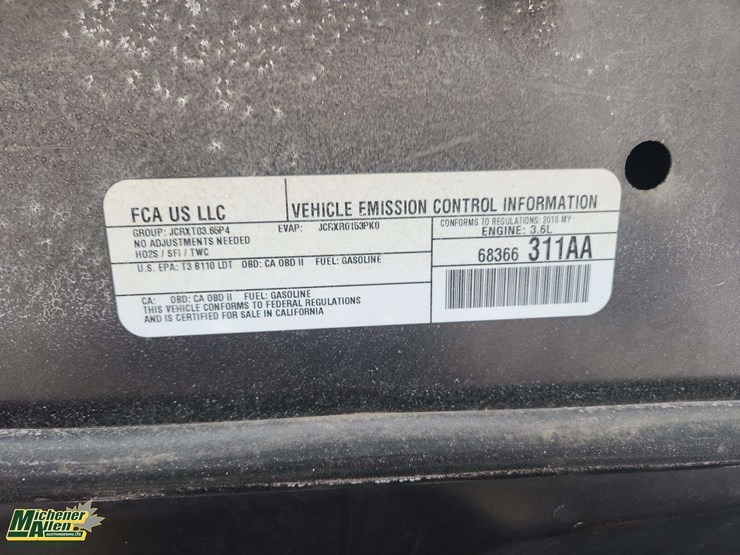 FCA US LLC
VEHICLE EMISSION CONTROL INFORMATION
GROUP: JCRXT03.65P4 EVAP: JCRXR0153PK0
NO ADJUSTMENTS NEEDED
HO2S / SFI / TWC
CONFORMS TO REGULATIONS: 2018 MY
ENGINE: 3.6L
U.S. EPA: T3 B110 LDT OBD: CA OBD II FUEL: GASOLINE
68366 311AA
CA: OBD: CA OBD II FUEL: GASOLINE
THIS VEHICLE CONFORMS TO FEDERAL REGULATIONS
AND IS CERTIFIED FOR SALE IN CALIFORNIA
Michener
Allen
AUCTIONEERING LTD.